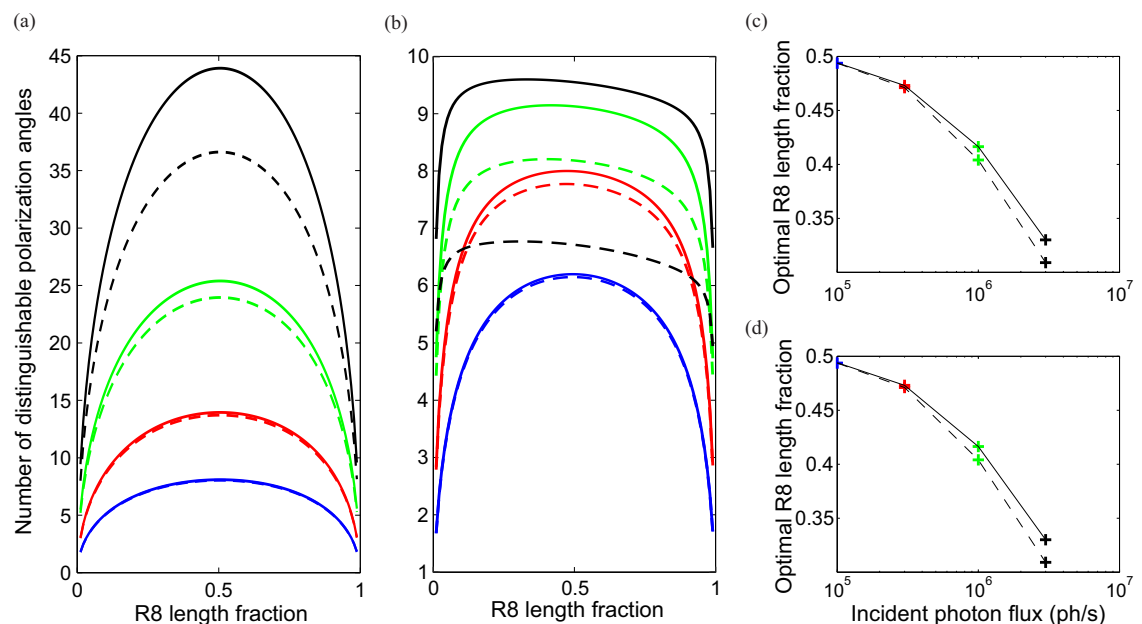 (a)
Number of distinguishable polarization angles
45
40
35
30
25
20
15
10
5
0
0 0.5 1
R8 length fraction
(b)
10
9
8
7
6
5
4
3
2
1
0 0.5 1
R8 length fraction
(c)
Optimal R8 length fraction
0.5
0.45
0.4
0.35
10^5 10^6 10^7
(d)
Optimal R8 length fraction
0.5
0.45
0.4
0.35
10^5 10^6 10^7
Incident photon flux (ph/s)